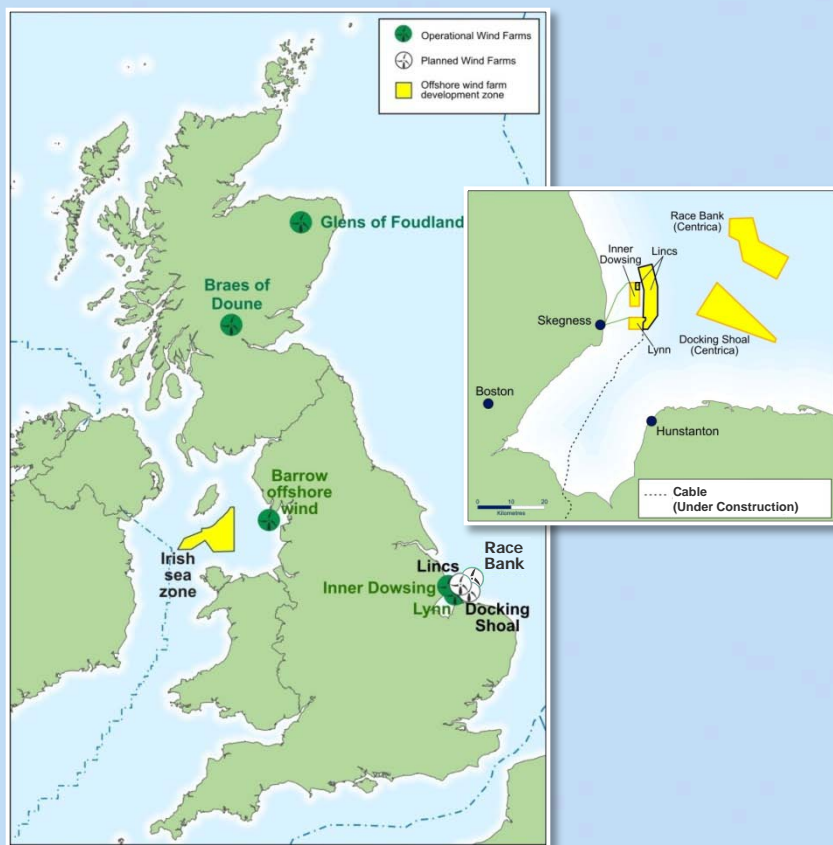 Operational Wind Farms
Planned Wind Farms
Offshore wind farm
development zone
Glens of Foudland
Braes of
Doune
Barrow
offshore
wind
Irish
sea
zone
Lincs
Race
Bank
Inner Dowsing
Lynn
Docking
Shoal
Race Bank
(Centrica)
Inner
Dowsing
Lincs
Skegness
Lynn
Docking Shoal
(Centrica)
Boston
Hunstanton
0 10 20
Kilometres
Cable
(Under Construction)